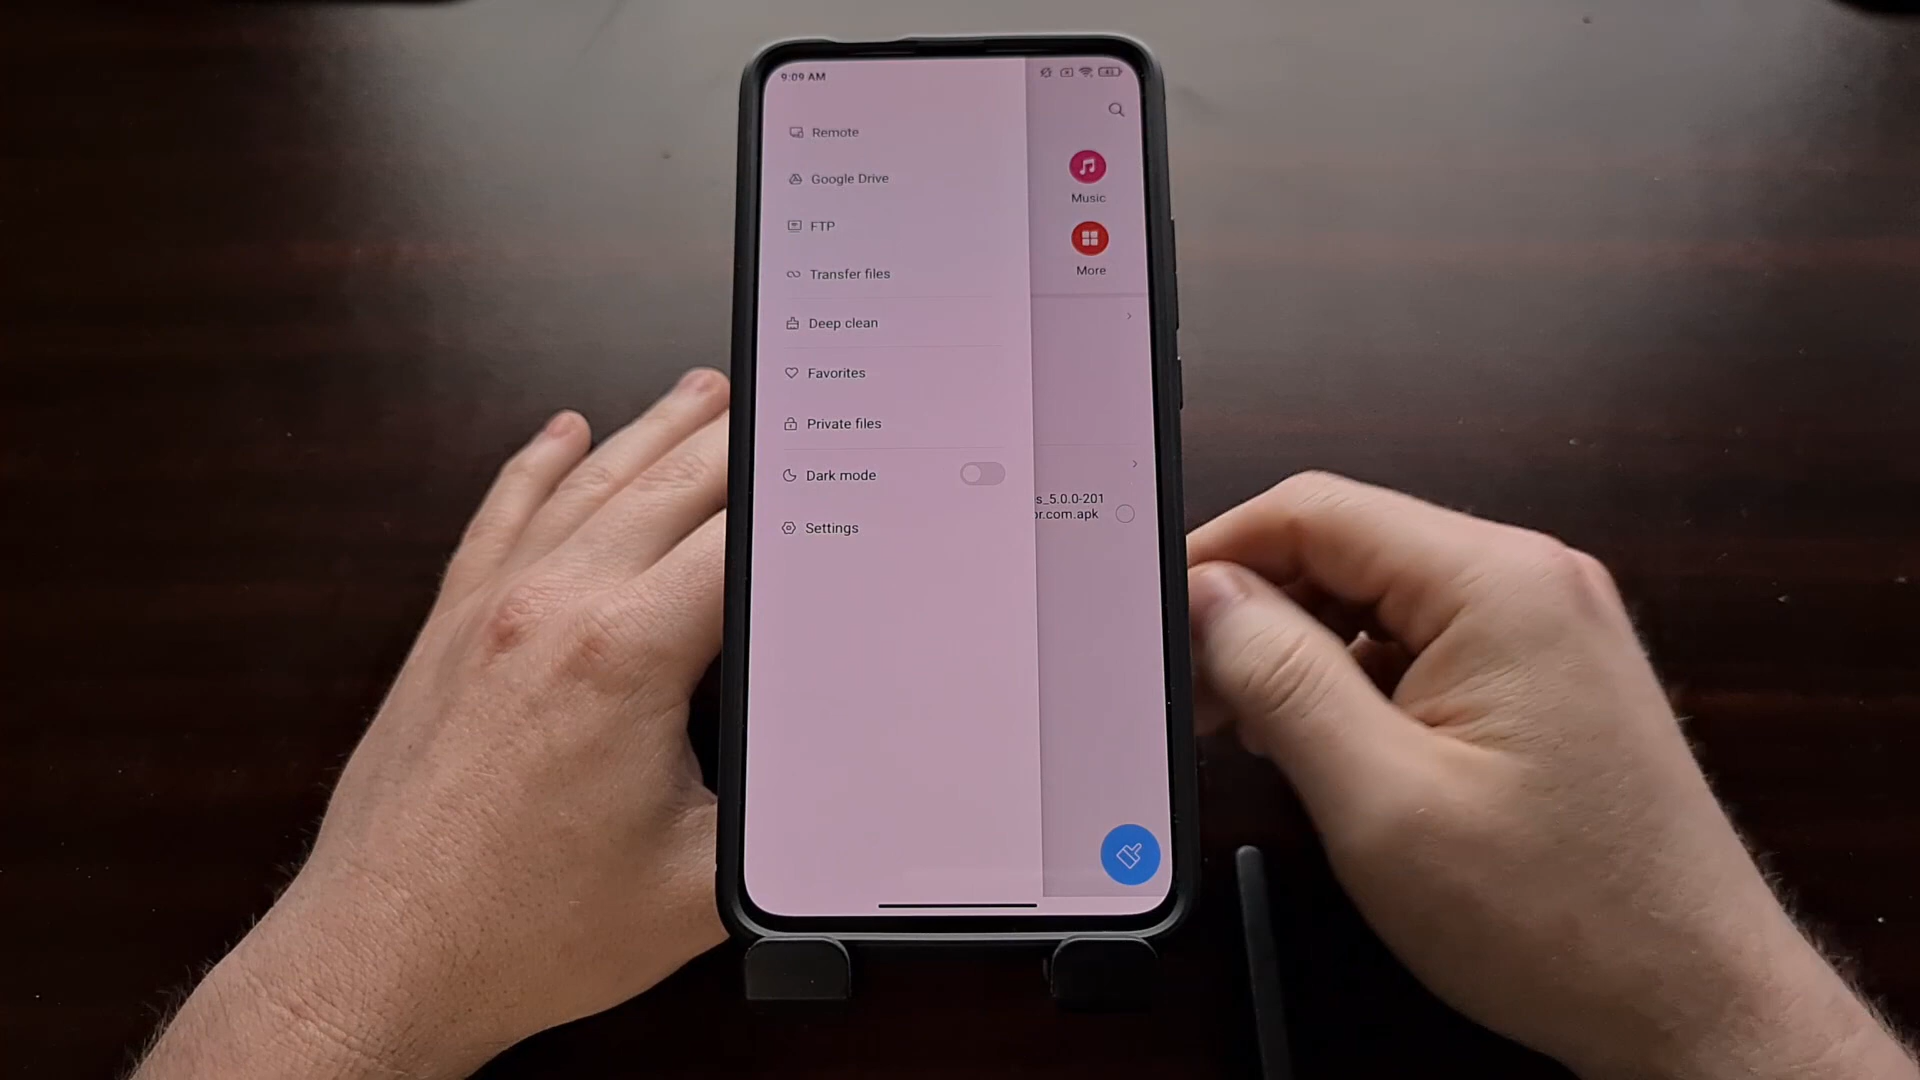 9:09 AM
Remote
Google Drive
FTP
Transfer files
Deep clean
Favorites
Private files
Dark mode
Settings
Music
More
s_5.0.0-201
or.com.apk